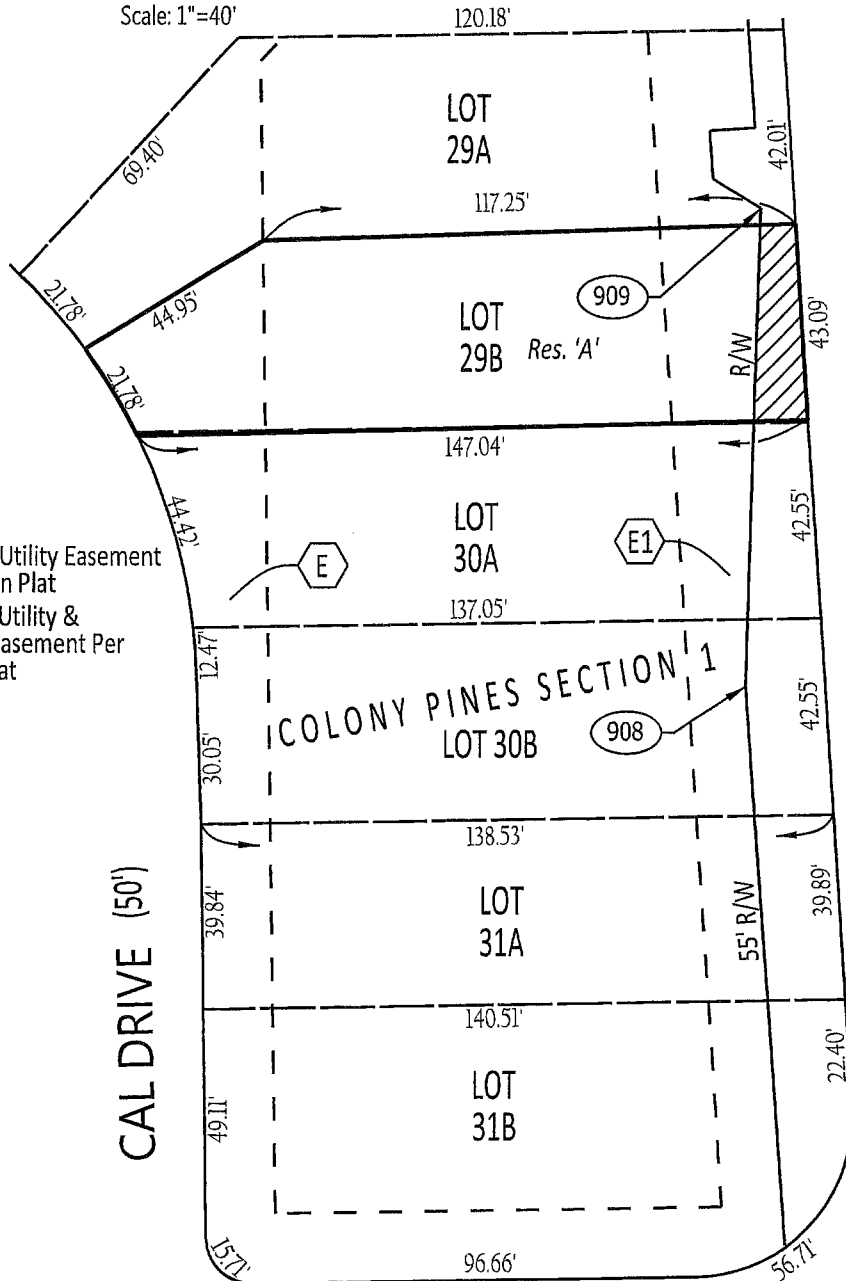 Scale: 1"=40'
120.18'
LOT
29A
69.40'
42.01'
117.25'
21.78'
44.95'
909
LOT
29B
Res. 'A'
R/W
43.09'
21.78'
147.04'
44.42'
LOT
30A
42.55'
Utility Easement
n Plat
Utility &
asement Per
at
E
E1
137.05'
12.47'
COLONY PINES SECTION 1
LOT 30B
908
42.55'
30.05'
138.53'
CAL DRIVE (50')
39.84'
LOT
31A
55' R/W
39.89'
140.51'
22.40'
49.11'
LOT
31B
15.71'
96.66'
56.71'